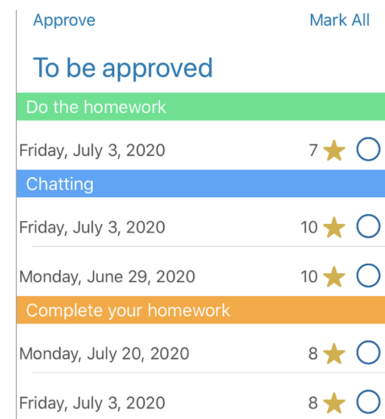 Approve Mark All
To be approved
Do the homework
Friday, July 3, 2020 7
Chatting
Friday, July 3, 2020 10
Monday, June 29, 2020 10
Complete your homework
Monday, July 20, 2020 8
Friday, July 3, 2020 8